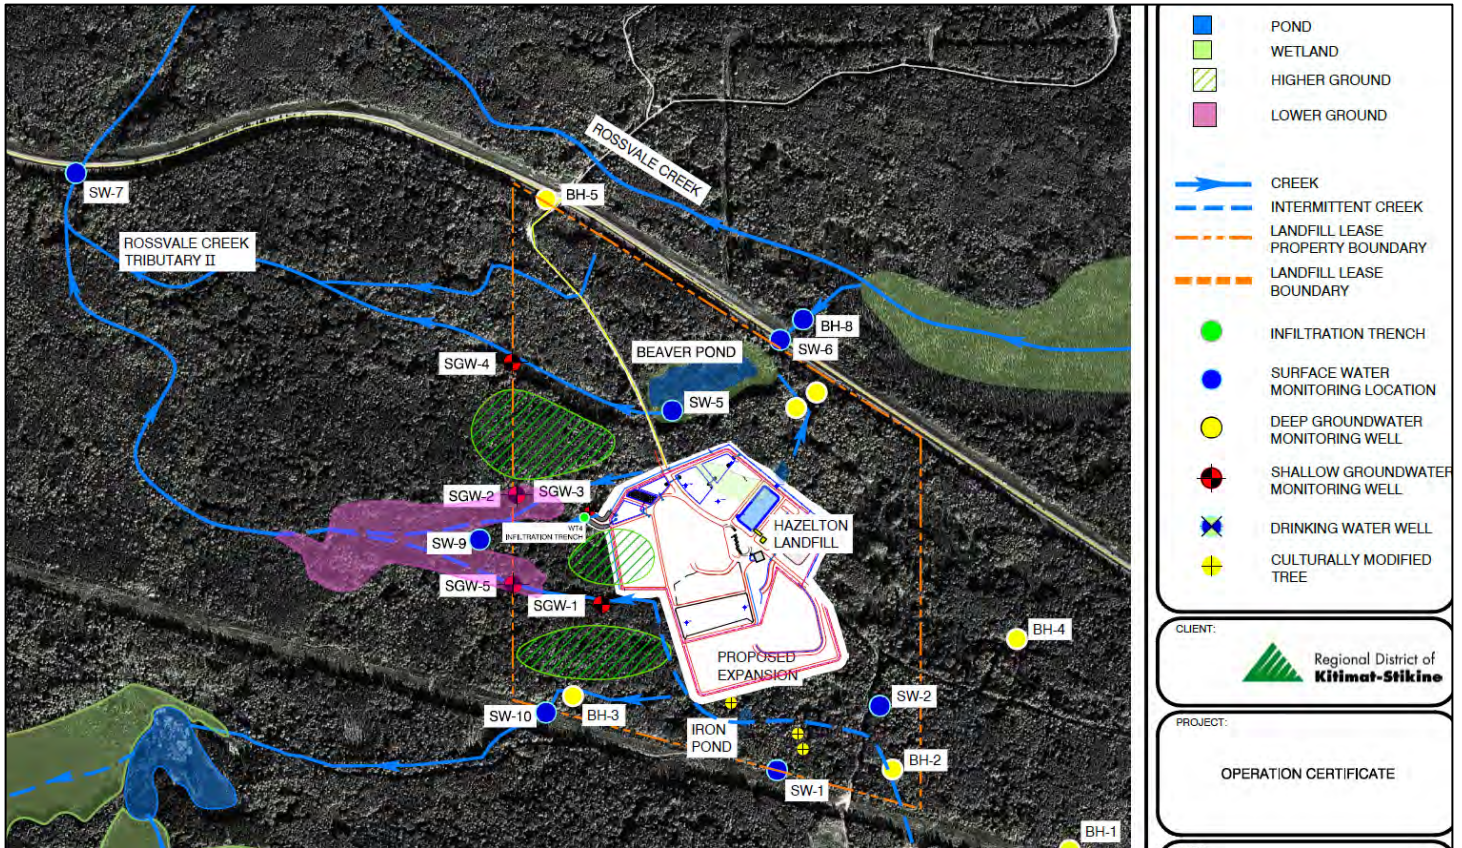 ROSSVALE CREEK
BH-5
SW-7
ROSSVALE CREEK
TRIBUTARY II
BH-8
SW-6
BEAVER POND
SGW-4
SW-5
SGW-2
SGW-3
WT4
INFILTRATION TRENCH
HAZELTON
LANDFILL
SW-9
SGW-5
SGW-1
PROPOSED
EXPANSION
BH-4
SW-2
SW-10
BH-3
IRON
POND
BH-2
SW-1
BH-1
POND
WETLAND
HIGHER GROUND
LOWER GROUND
CREEK
INTERMITTENT CREEK
LANDFILL LEASE
PROPERTY BOUNDARY
LANDFILL LEASE
BOUNDARY
INFILTRATION TRENCH
SURFACE WATER
MONITORING LOCATION
DEEP GROUNDWATER
MONITORING WELL
SHALLOW GROUNDWATER
MONITORING WELL
DRINKING WATER WELL
CULTURALLY MODIFIED
TREE
CLIENT:
Regional District of
Kitimat-Stikine
PROJECT:
OPERATION CERTIFICATE